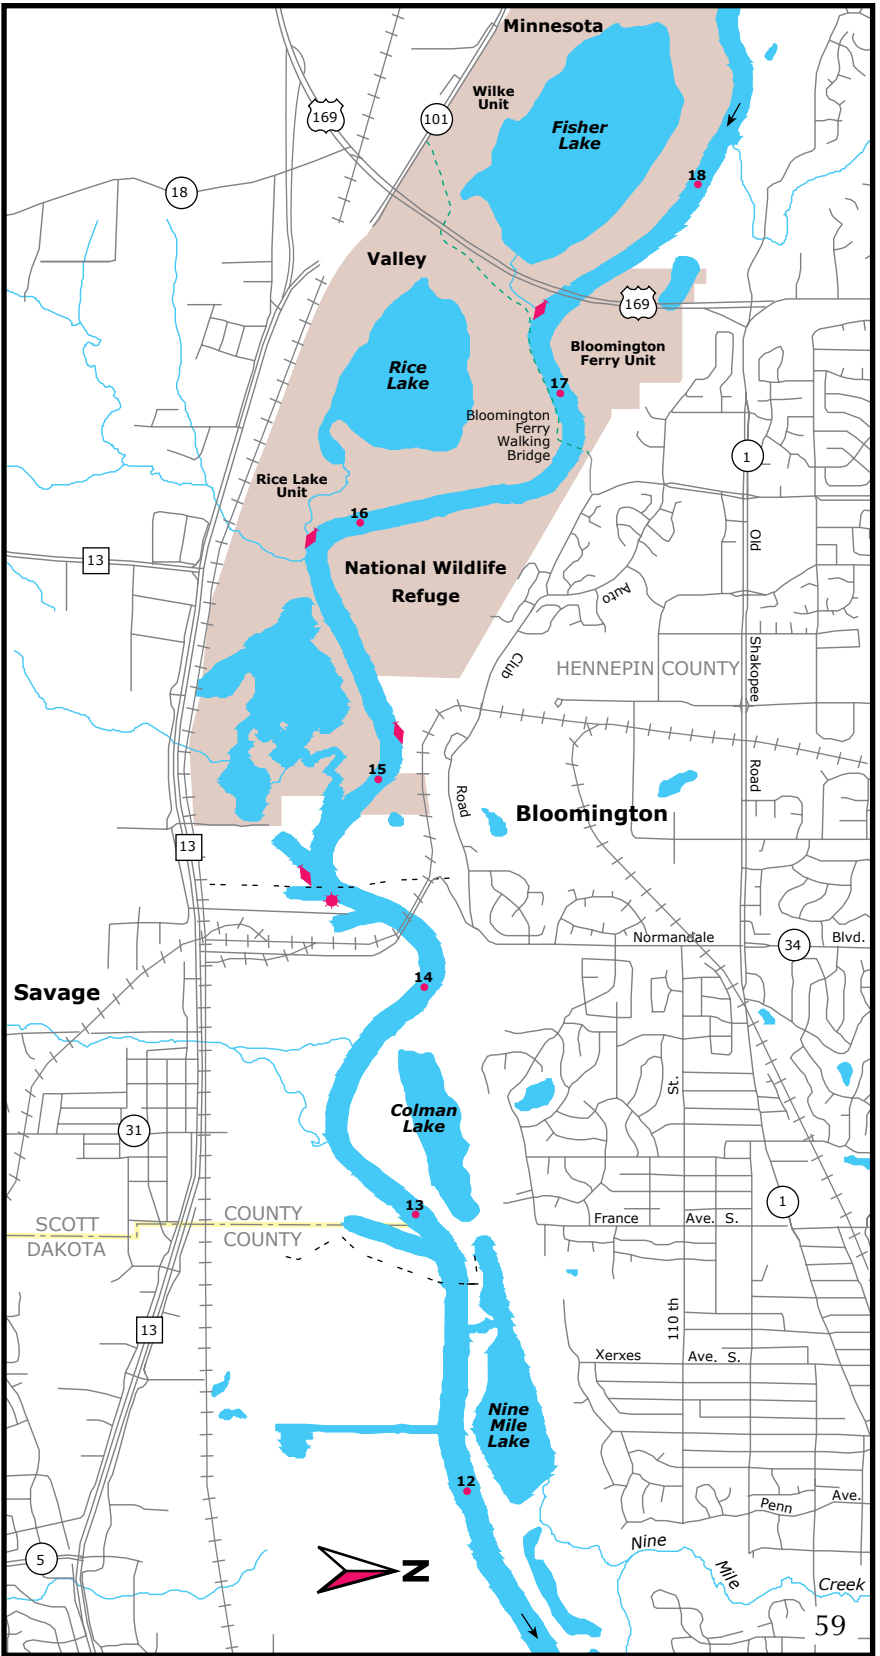 Minnesota
Wilke
Unit
Fisher
Lake
169
101
18
18
Valley
169
Bloomington
Ferry Unit
Rice
Lake
17
Bloomington
Ferry
Walking
Bridge
1
Rice Lake
Unit
16
Old
13
National Wildlife
Refuge
Auto
Club
HENNEPIN COUNTY
Shakopee
15
Road
Road
Bloomington
13
Normandale
34
Blvd.
14
Savage
St.
Colman
Lake
31
13
1
SCOTT
COUNTY
France
Ave. S.
DAKOTA
COUNTY
110 th
13
Xerxes
Ave. S.
Nine
Mile
Lake
12
Penn
Ave.
5
N
Nine
Mile
Creek
59